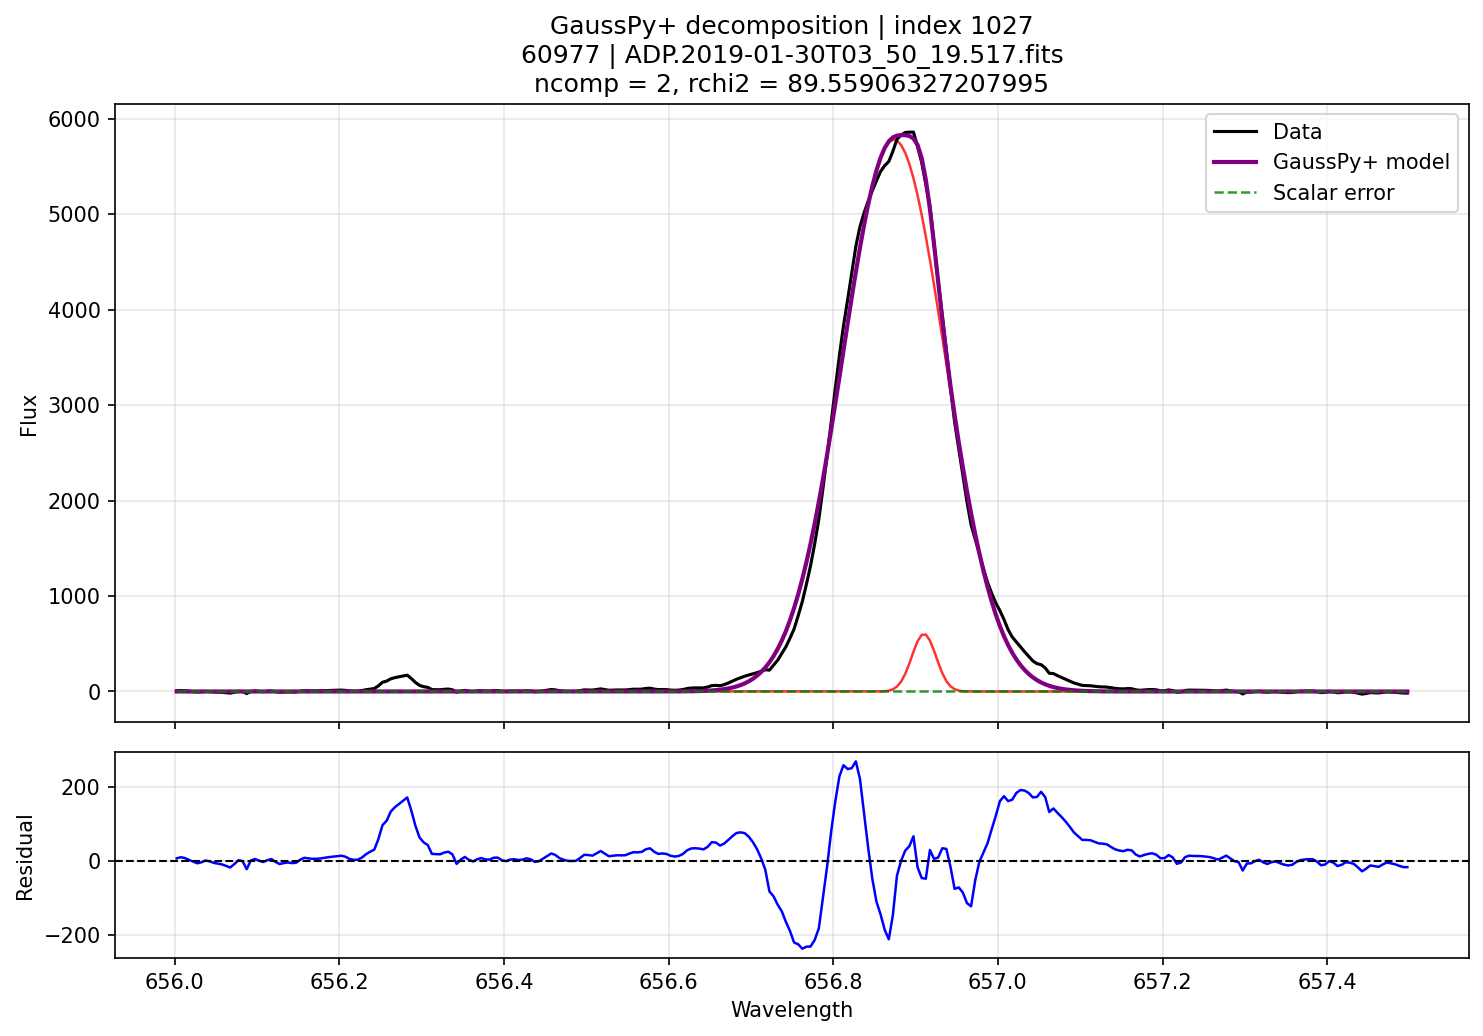 GaussPy+ decomposition | index 1027
60977 | ADP.2019-01-30T03_50_19.517.fits
ncomp = 2, rchi2 = 89.55906327207995
Data
GaussPy+ model
Scalar error
6000
5000
4000
3000
2000
1000
0
Flux
200
0
−200
Residual
656.0
656.2
656.4
656.6
656.8
657.0
657.2
657.4
Wavelength